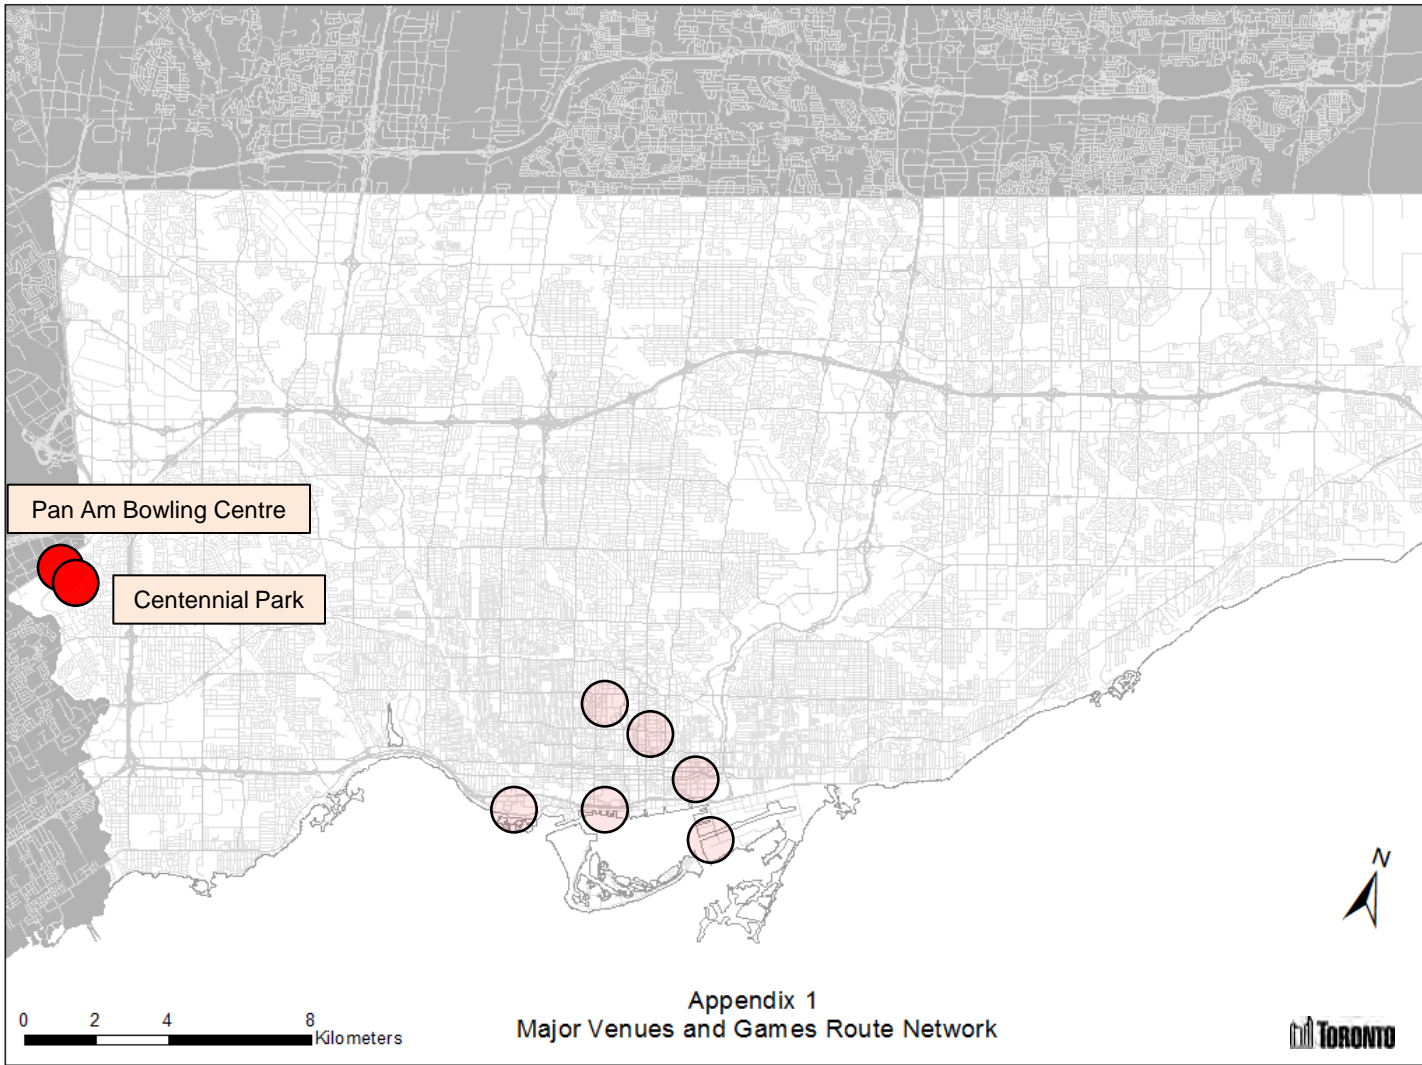 Pan Am Bowling Centre
Centennial Park
N
Appendix 1
Major Venues and Games Route Network
0 2 4 8
Kilometers
TORONTO